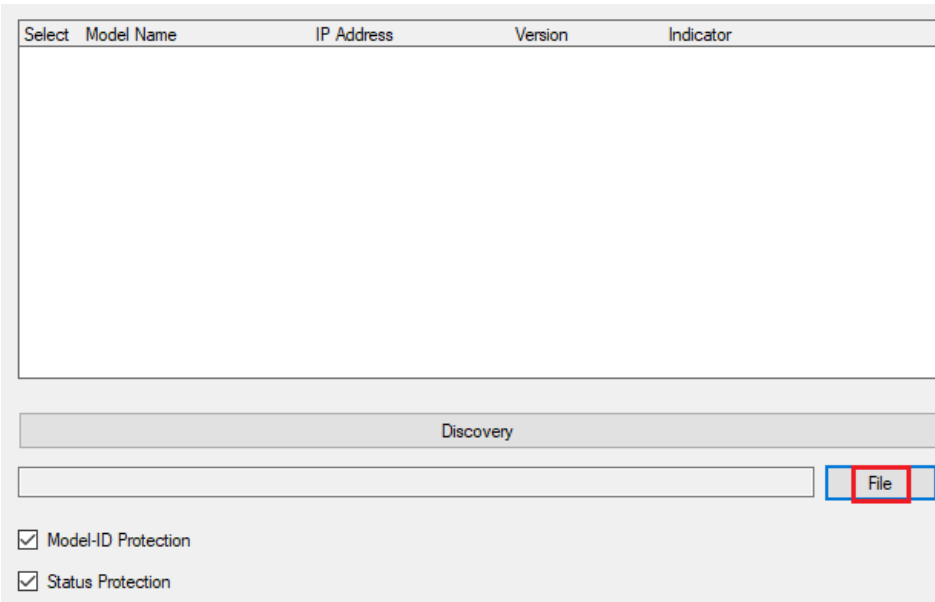 Select Model Name IP Address Version Indicator
Discovery
File
Model-ID Protection
Status Protection